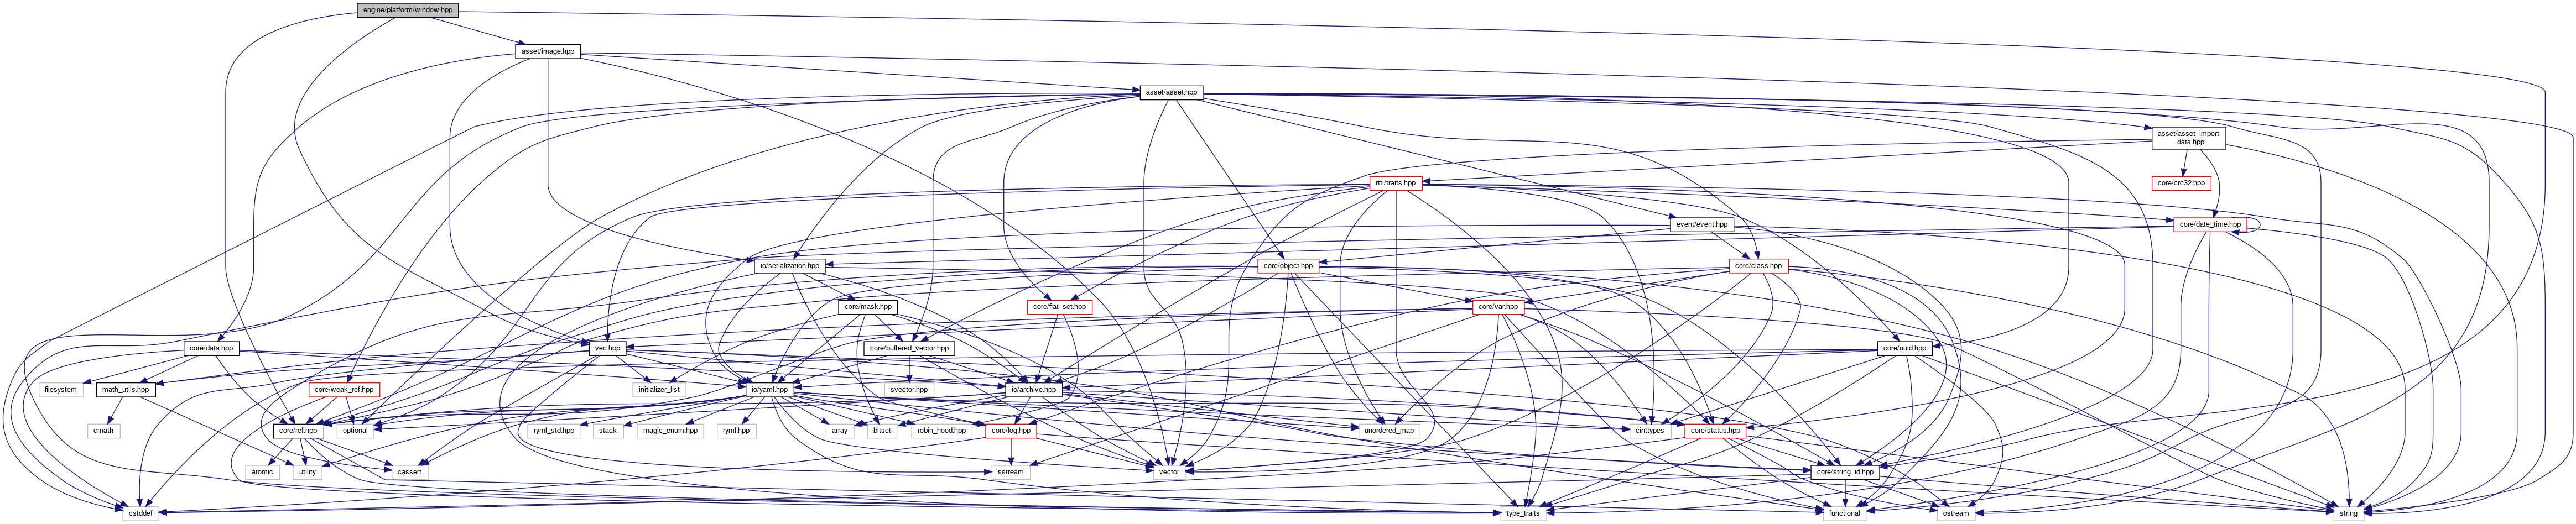 engine/platform/window.hpp
asset/image.hpp
asset/asset.hpp
asset/asset_import
_data.hpp
rtti/traits.hpp
core/crc32.hpp
event/event.hpp
core/date_time.hpp
io/serialization.hpp
core/object.hpp
core/class.hpp
core/mask.hpp
core/flat_set.hpp
core/var.hpp
core/data.hpp
vec.hpp
core/buffered_vector.hpp
core/uuid.hpp
filesystem
math_utils.hpp
core/weak_ref.hpp
initializer_list
io/yaml.hpp
svector.hpp
io/archive.hpp
cmath
core/ref.hpp
optional
ryml_std.hpp
stack
magic_enum.hpp
ryml.hpp
array
bitset
robin_hood.hpp
core/log.hpp
unordered_map
cinttypes
core/status.hpp
atomic
utility
cassert
sstream
vector
core/string_id.hpp
cstddef
type_traits
functional
ostream
string